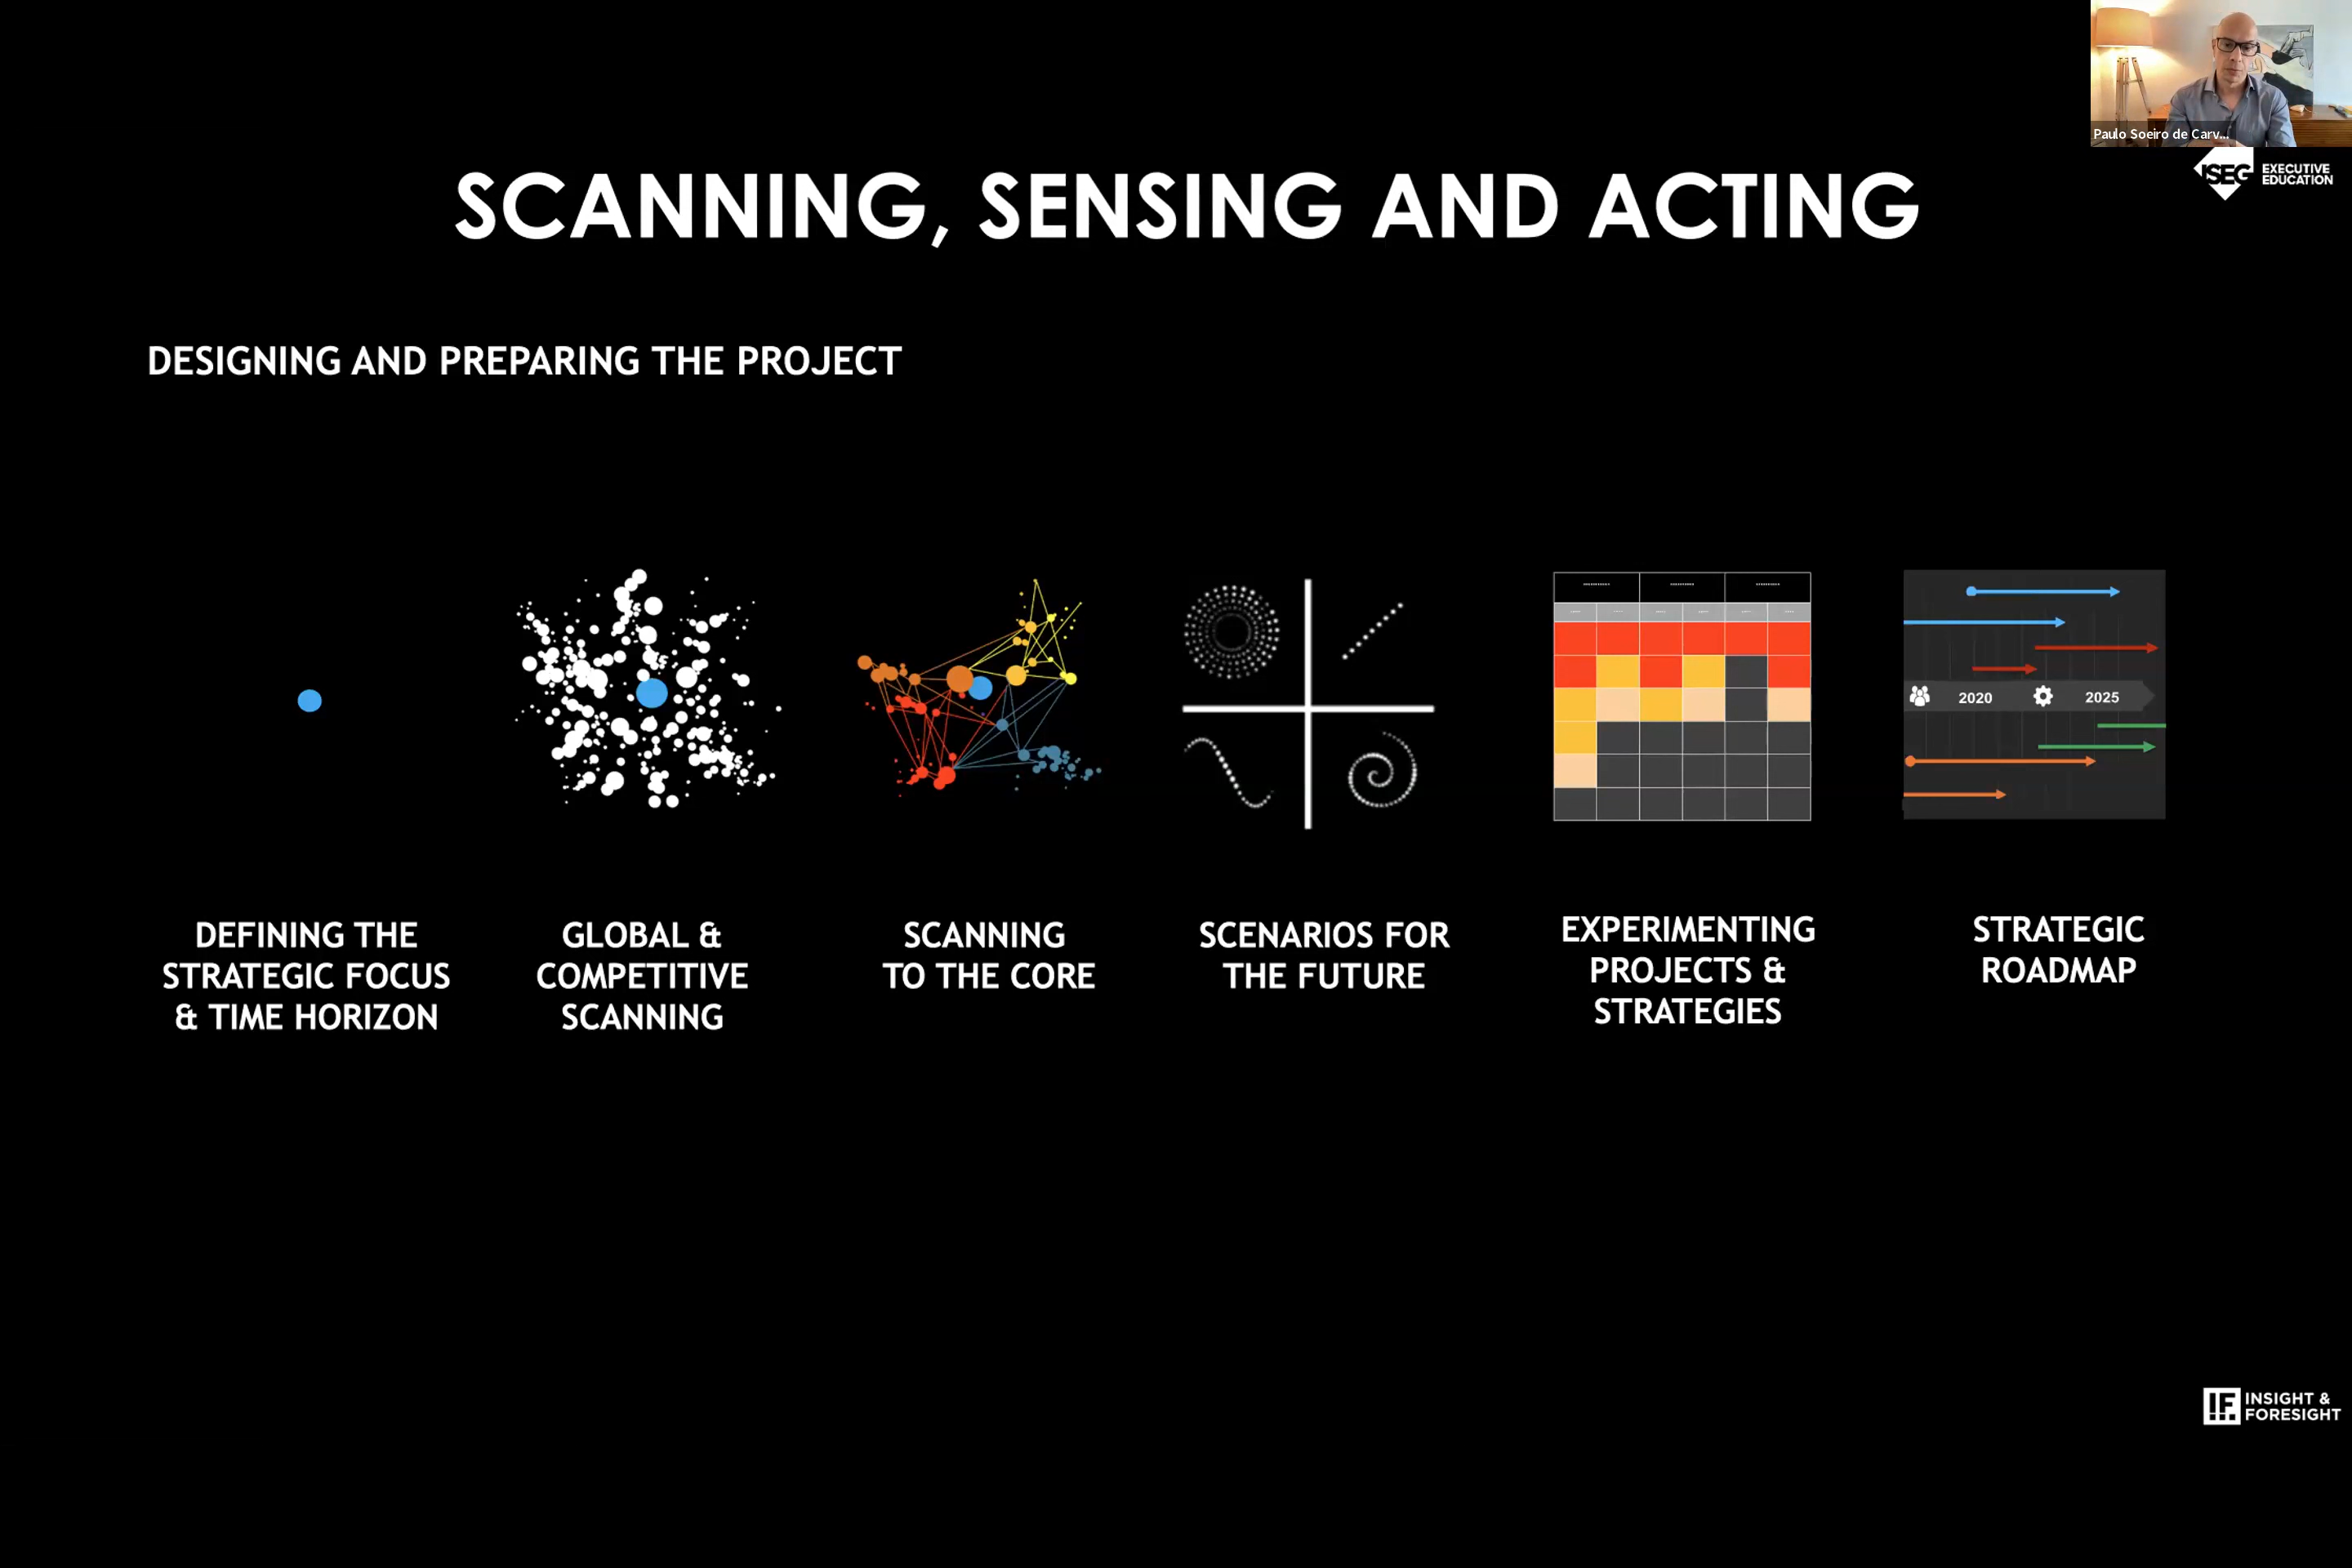 Paulo Soeiro de Carv...
ISEG EXECUTIVE
EDUCATION
SCANNING, SENSING AND ACTING
DESIGNING AND PREPARING THE PROJECT
2020 2025
DEFINING THE
STRATEGIC FOCUS
& TIME HORIZON
GLOBAL &
COMPETITIVE
SCANNING
SCANNING
TO THE CORE
SCENARIOS FOR
THE FUTURE
EXPERIMENTING
PROJECTS &
STRATEGIES
STRATEGIC
ROADMAP
IF INSIGHT &
FORESIGHT